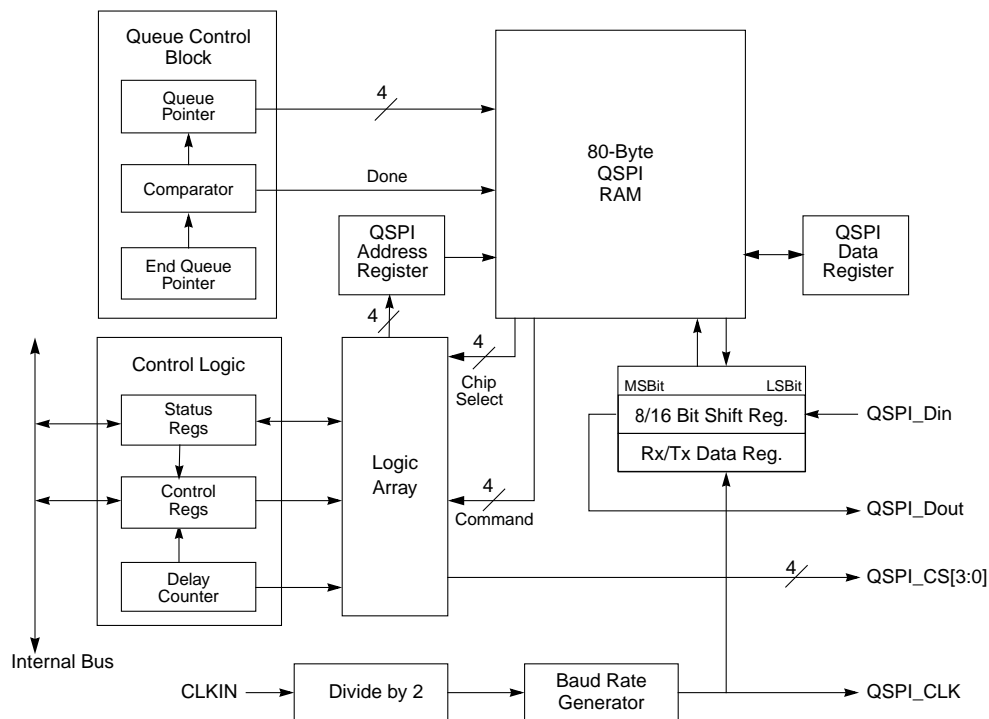 Queue Control
Block
Queue
Pointer
4
Comparator
Done
End Queue
Pointer
80-Byte
QSPI
RAM
QSPI
Address
Register
QSPI
Data
Register
4
Control Logic
Status
Regs
Control
Regs
Delay
Counter
Internal Bus
Logic
Array
4
Chip
Select
4
Command
MSBit
LSBit
8/16 Bit Shift Reg.
Rx/Tx Data Reg.
QSPI_Din
QSPI_Dout
4
QSPI_CS[3:0]
CLKIN
Divide by 2
Baud Rate
Generator
QSPI_CLK